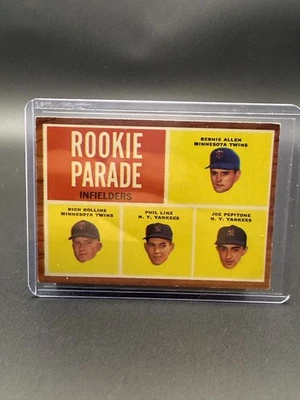 ROOKIE
PARADE
INFIELDERS
BERNIE ALLEN
MINNESOTA TWINS
RICH ROLLINS
MINNESOTA TWINS
PHIL LINZ
N. Y. YANKEES
JOE PEPITONE
N. Y. YANKEES